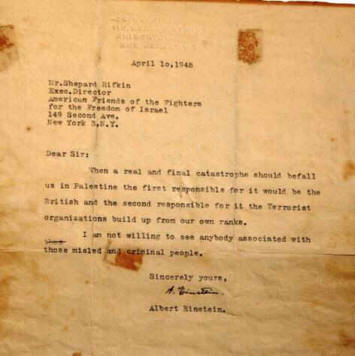 April 10,1948
Mr.Shepard Rifkin
Exec.Director
American Friends of the Fighters
for the Freedom of Israel
149 Second Ave.
New York 3,N.Y.
Dear Sir:
When a real and final catastrophe should befall
us in Palestine the first responsible for it would be the
British and the second responsible for it the Terrorist
organizations build up from our own ranks.
I am not willing to see anybody associated with
those misled and criminal people.
Sincerely yours,
A. Einstein.
Albert Einstein.